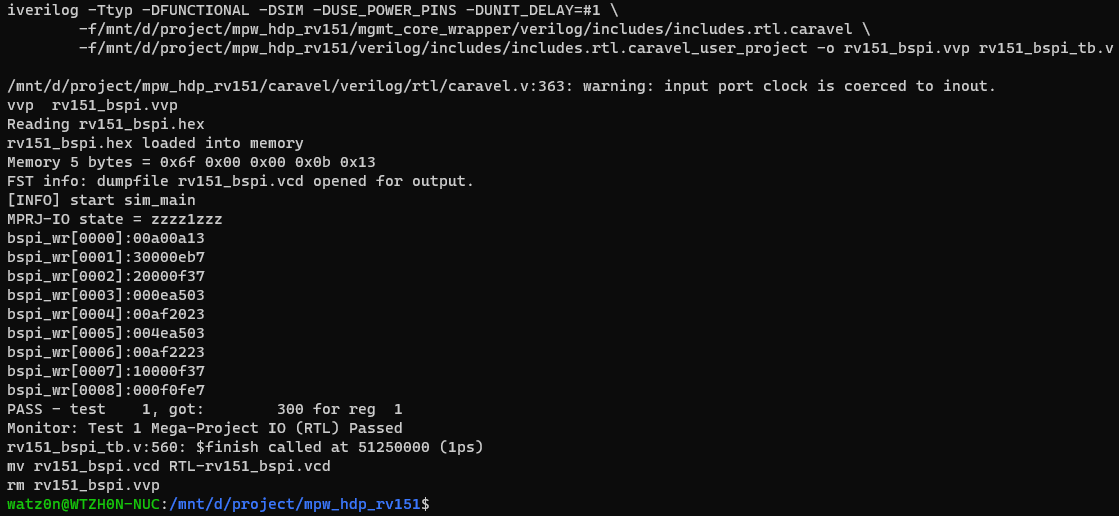 iverilog -Ttyp -DFUNCTIONAL -DSIM -DUSE_POWER_PINS -DUNIT_DELAY=#1 \
        -f/mnt/d/project/mpw_hdp_rv151/mgmt_core_wrapper/verilog/includes/includes.rtl.caravel \
        -f/mnt/d/project/mpw_hdp_rv151/verilog/includes/includes.rtl.caravel_user_project -o rv151_bspi.vvp rv151_bspi_tb.v
/mnt/d/project/mpw_hdp_rv151/caravel/verilog/rtl/caravel.v:363: warning: input port clock is coerced to inout.
vvp  rv151_bspi.vvp
Reading rv151_bspi.hex
rv151_bspi.hex loaded into memory
Memory 5 bytes = 0x6f 0x00 0x00 0x0b 0x13
FST info: dumpfile rv151_bspi.vcd opened for output.
[INFO] start sim_main
MPRJ-IO state = zzzz1zzz
bspi_wr[0000]:00a00a13
bspi_wr[0001]:30000eb7
bspi_wr[0002]:20000f37
bspi_wr[0003]:000ea503
bspi_wr[0004]:00af2023
bspi_wr[0005]:004ea503
bspi_wr[0006]:00af2223
bspi_wr[0007]:10000f37
bspi_wr[0008]:000f0fe7
PASS - test    1, got:        300 for reg  1
Monitor: Test 1 Mega-Project IO (RTL) Passed
rv151_bspi_tb.v:560: $finish called at 51250000 (1ps)
mv rv151_bspi.vcd RTL-rv151_bspi.vcd
rm rv151_bspi.vvp
watz0n@WTZH0N-NUC:/mnt/d/project/mpw_hdp_rv151$